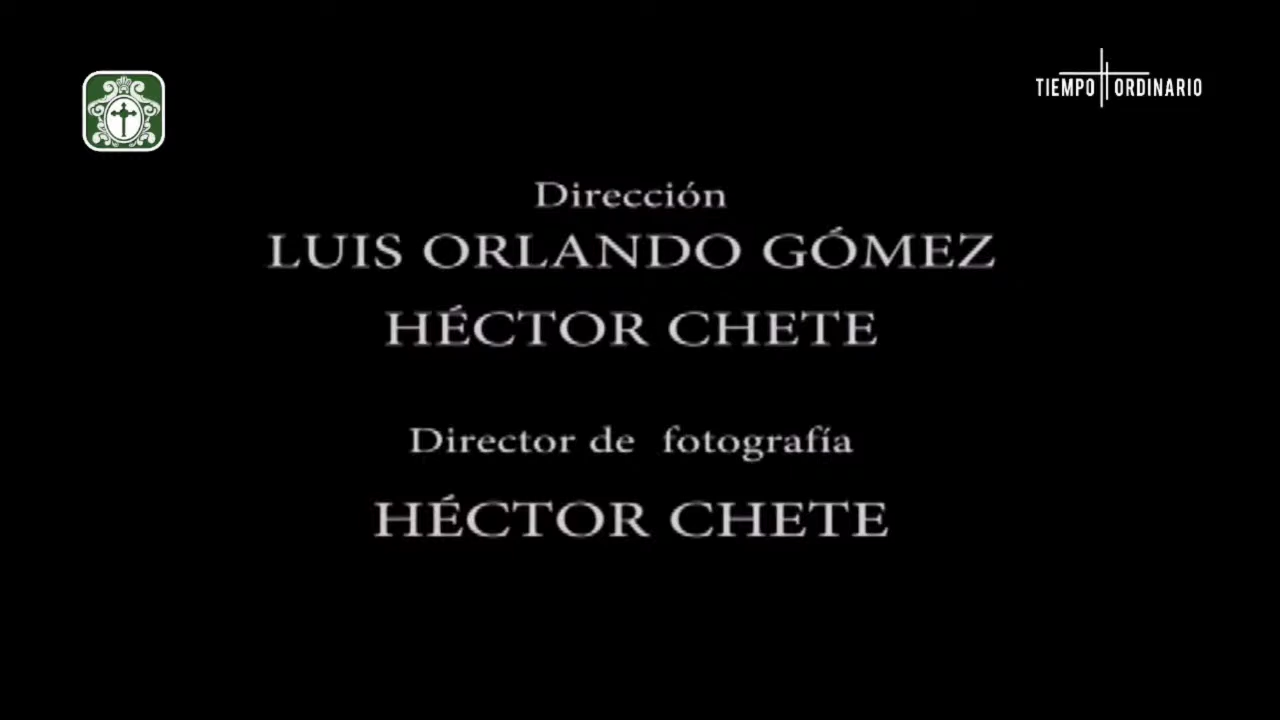 TIEMPO ORDINARIO
Dirección
LUIS ORLANDO GÓMEZ
HÉCTOR CHETE
Director de fotografía
HÉCTOR CHETE